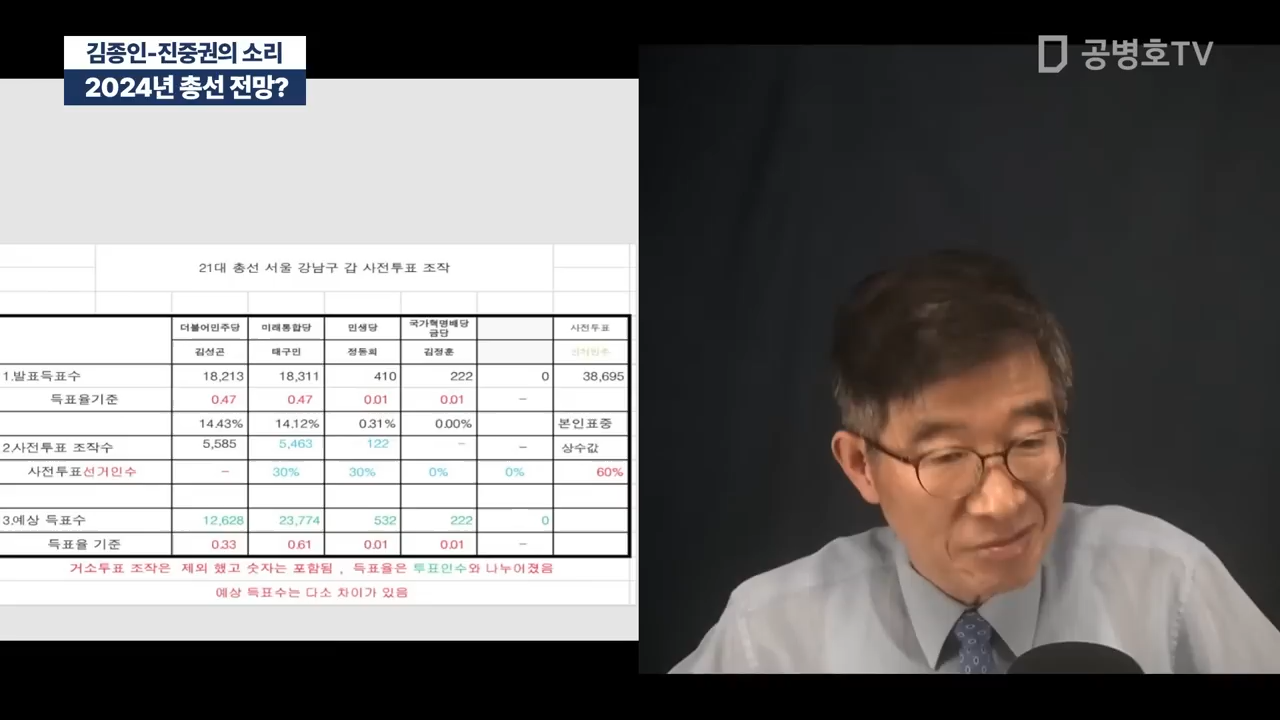 김종인-진중권의 소리
2024년 총선 전망?
공병호TV
21대 총선 서울 강남구 갑 사전투표 조작
더불어민주당 미래통합당 민생당 국가혁명배당금당 사전투표
김성곤 태구민 정동희 김정훈
1.발표득표수 18,213 18,311 410 222 0 38,695
득표율기준 0.47 0.47 0.01 0.01 –
14.43% 14.12% 0.31% 0.00% 본인표중
2.사전투표 조작수 5,585 5,463 122 – – 상수값
사전투표선거인수 – 30% 30% 0% 0% 60%
3.예상 득표수 12,628 23,774 532 222 0
득표율 기준 0.33 0.61 0.01 0.01 –
거소투표 조작은 제외 했고 숫자는 포함됨 , 득표율은 투표인수와 나누어졌음
예상 득표수는 다소 차이가 있음